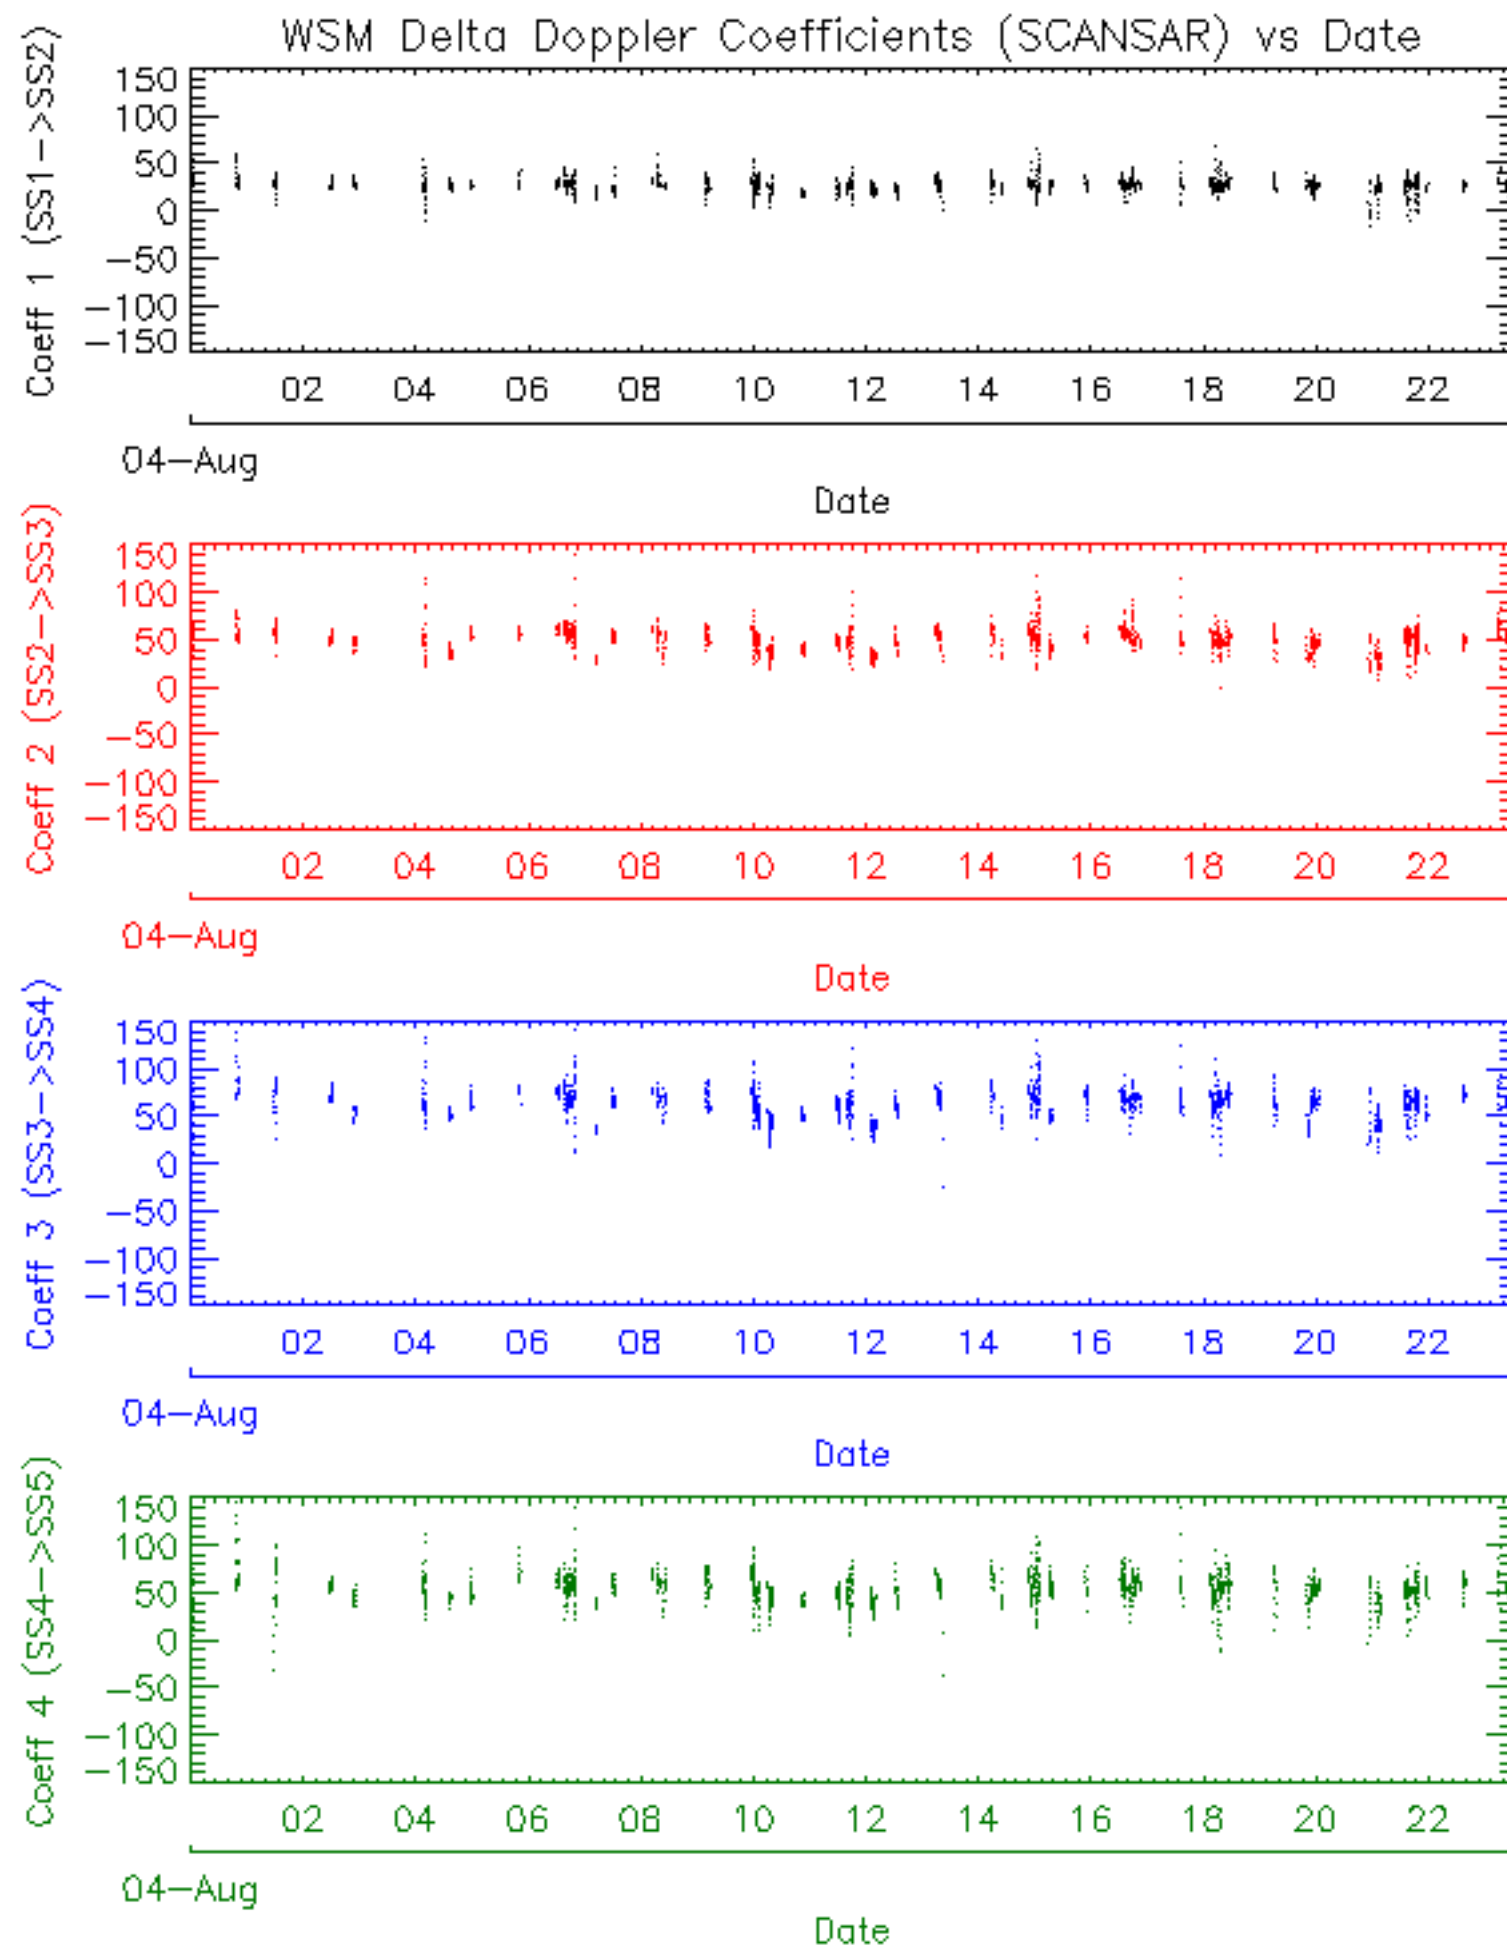 WSM Delta Doppler Coefficients (SCANSAR) vs Date
Coeff 1 (SS1->SS2)
150
100
50
0
-50
-100
-150
02 04 06 08 10 12 14 16 18 20 22
04-Aug
Date
Coeff 2 (SS2->SS3)
150
100
50
0
-50
-100
-150
02 04 06 08 10 12 14 16 18 20 22
04-Aug
Date
Coeff 3 (SS3->SS4)
150
100
50
0
-50
-100
-150
02 04 06 08 10 12 14 16 18 20 22
04-Aug
Date
Coeff 4 (SS4->SS5)
150
100
50
0
-50
-100
-150
02 04 06 08 10 12 14 16 18 20 22
04-Aug
Date